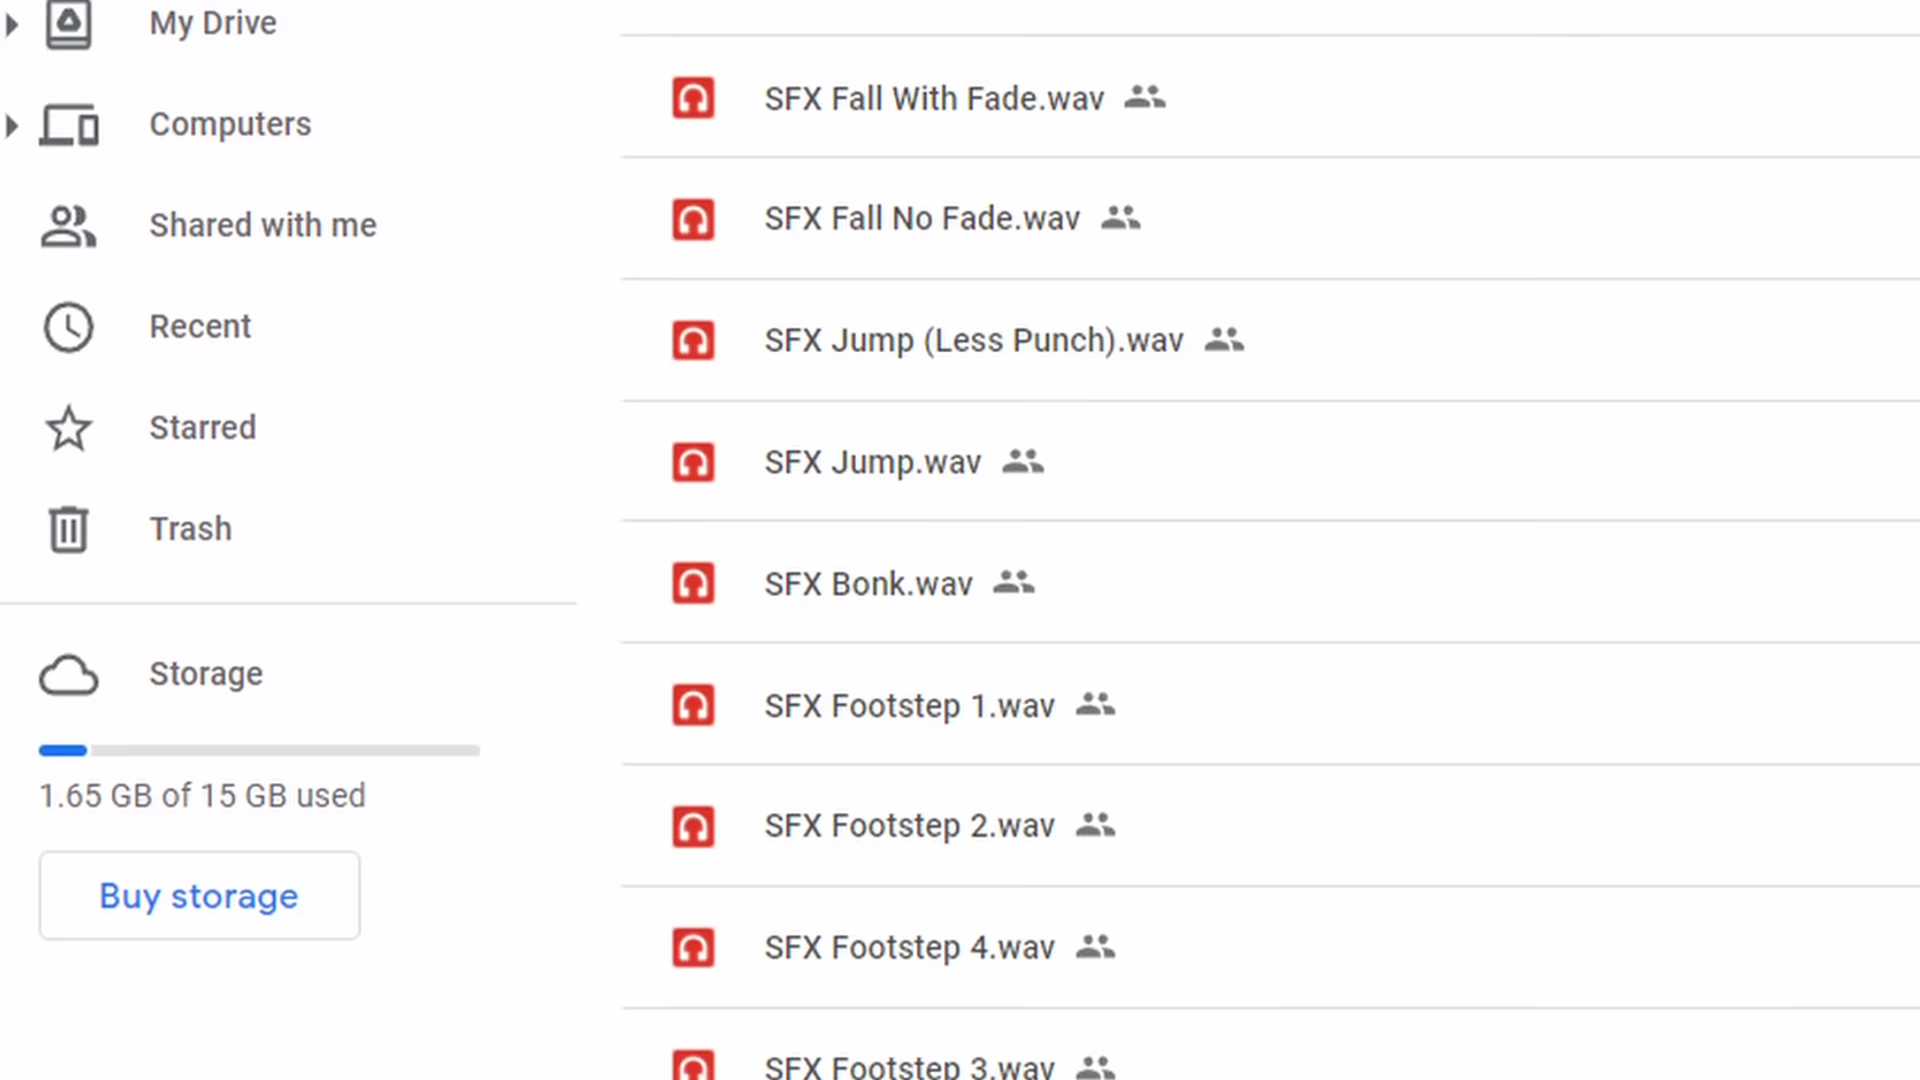 My Drive
Computers
Shared with me
Recent
Starred
Trash
Storage
1.65 GB of 15 GB used
Buy storage
SFX Fall With Fade.wav
SFX Fall No Fade.wav
SFX Jump (Less Punch).wav
SFX Jump.wav
SFX Bonk.wav
SFX Footstep 1.wav
SFX Footstep 2.wav
SFX Footstep 4.wav
SFX Footstep 3.wav